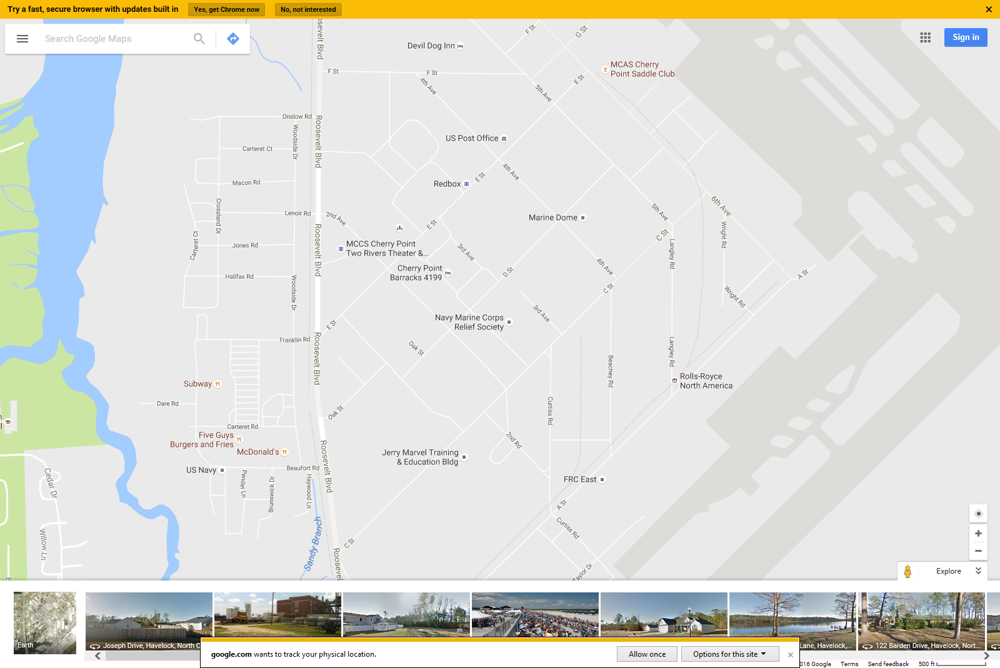 Try a fast, secure browser with updates built in
Yes, get Chrome now
No, not interested
Search Google Maps
Sign in
Roosevelt Blvd
Devil Dog Inn
F St
G St
MCAS Cherry
Point Saddle Club
F St
F St
4th Ave
5th Ave
E St
Onslow Rd
Roosevelt Blvd
Woodside Dr
Carteret Ct
US Post Office
4th Ave
E St
Redbox
Macon Rd
Crossland Dr
Lenoir Rd
2nd Ave
Marine Dome
5th Ave
6th Ave
E St
C St
Wright Rd
Roosevelt Blvd
Carteret Ct
Jones Rd
MCCS Cherry Point
Two Rivers Theater &...
3rd Ave
Langley Rd
Cherry Point
Barracks 4199
D St
4th Ave
A St
Halifax Rd
Woodside Dr
C St
Wright Rd
3rd Ave
Navy Marine Corps
Relief Society
E St
Franklin Rd
Roosevelt Blvd
Oak St
Langley Rd
Beachey Rd
Rolls-Royce
North America
Subway
Dare Rd
Oak St
Curtiss Rd
Carteret Rd
Five Guys
Burgers and Fries
McDonald's
2nd Rd
Roosevelt Blvd
Jerry Marvel Training
& Education Bldg
US Navy
Beaufort Rd
Cedar Dr
Pender Ln
Brunswick Dr
Haywood Ln
FRC East
A St
Curtiss Rd
Sandy Branch
Willow Ln
C St
Roosevel
Taylor Dr
Explore
Earth
Joseph Drive, Havelock, North C
Lane, Havelock,...
122 Barden Drive, Havelock, Nort...
google.com wants to track your physical location.
Allow once
Options for this site
016 Google
Terms
Send feedback
500 ft